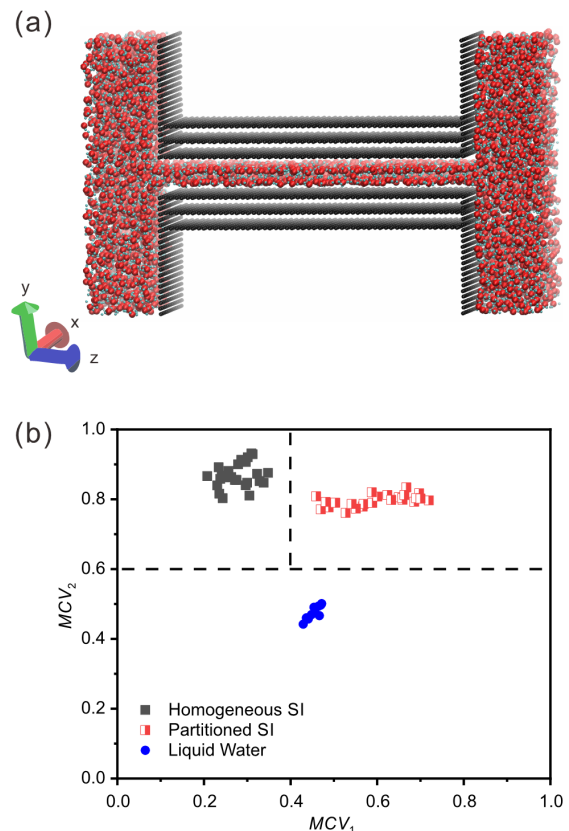 (a)
y
x
z
(b)
1.0
0.8
0.6
0.4
0.2
0.0
MCV₂
Homogeneous SI
Partitioned SI
Liquid Water
0.0 0.2 0.4 0.6 0.8 1.0
MCV₁